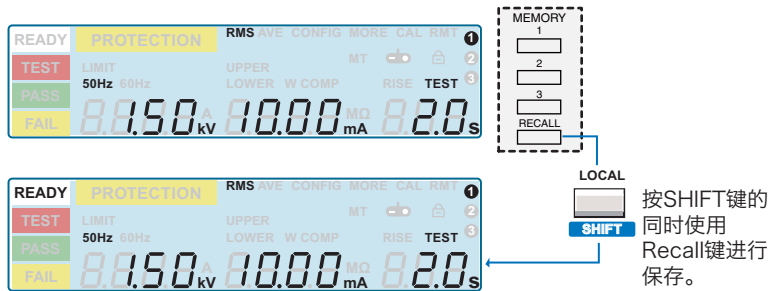 READY PROTECTION RMS AVE CONFIG MORE CAL RMT 1
TEST LIMIT UPPER MT 2
PASS 50Hz 60Hz LOWER W COMP RISE TEST 3
FAIL 1.50 A kV 10.00 MΩ mA 2.0 s
MEMORY
1
2
3
RECALL
LOCAL
SHIFT
按SHIFT键的
同时使用
Recall键进行
保存。
READY PROTECTION RMS AVE CONFIG MORE CAL RMT 1
TEST LIMIT UPPER MT 2
PASS 50Hz 60Hz LOWER W COMP RISE TEST 3
FAIL 1.50 A kV 10.00 MΩ mA 2.0 s